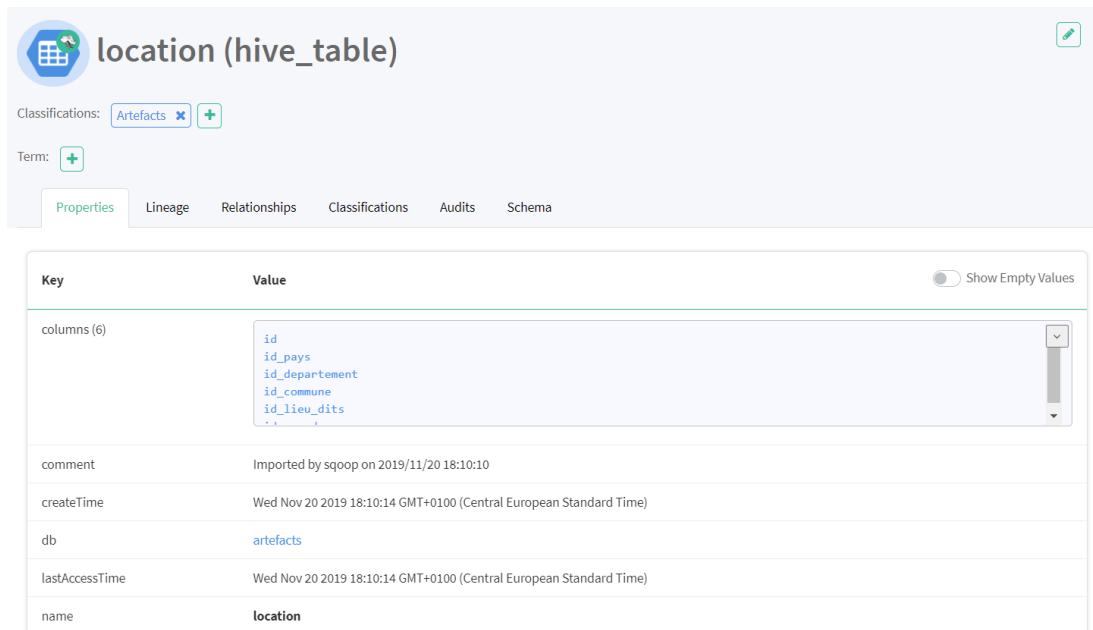 location (hive_table)
Classifications: Artefacts
Term:
Properties Lineage Relationships Classifications Audits Schema
Key Value Show Empty Values
columns (6)
id
id_pays
id_departement
id_commune
id_lieu_dits
comment Imported by sqoop on 2019/11/20 18:10:10
createTime Wed Nov 20 2019 18:10:14 GMT+0100 (Central European Standard Time)
db artefacts
lastAccessTime Wed Nov 20 2019 18:10:14 GMT+0100 (Central European Standard Time)
name location